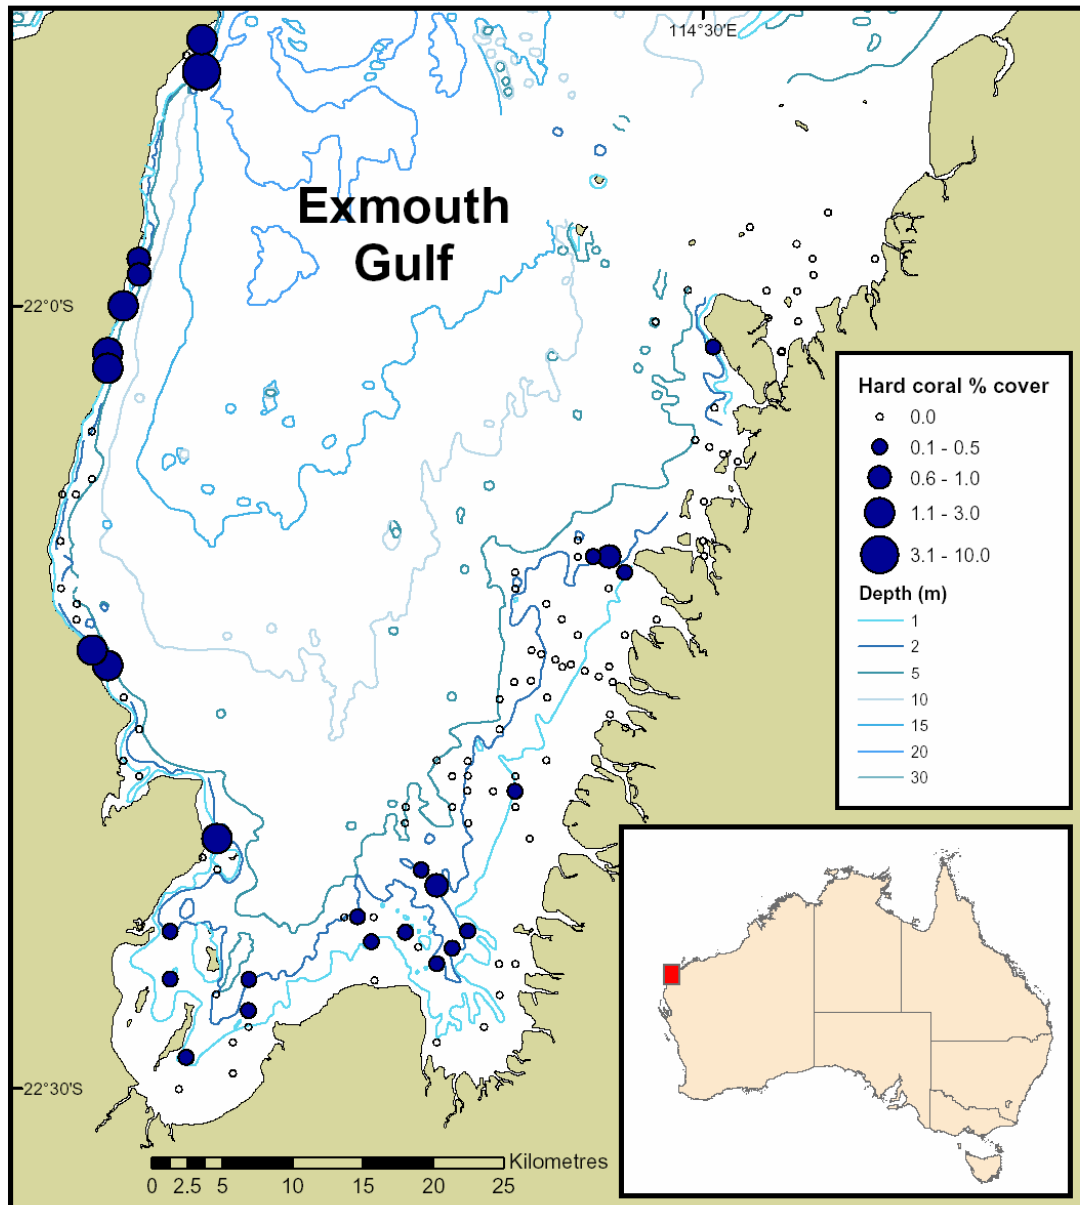 114°30'E
Exmouth
Gulf
22°0'S
Hard coral % cover
0.0
0.1 - 0.5
0.6 - 1.0
1.1 - 3.0
3.1 - 10.0
Depth (m)
1
2
5
10
15
20
30
22°30'S
Kilometres
0 2.5 5 10 15 20 25